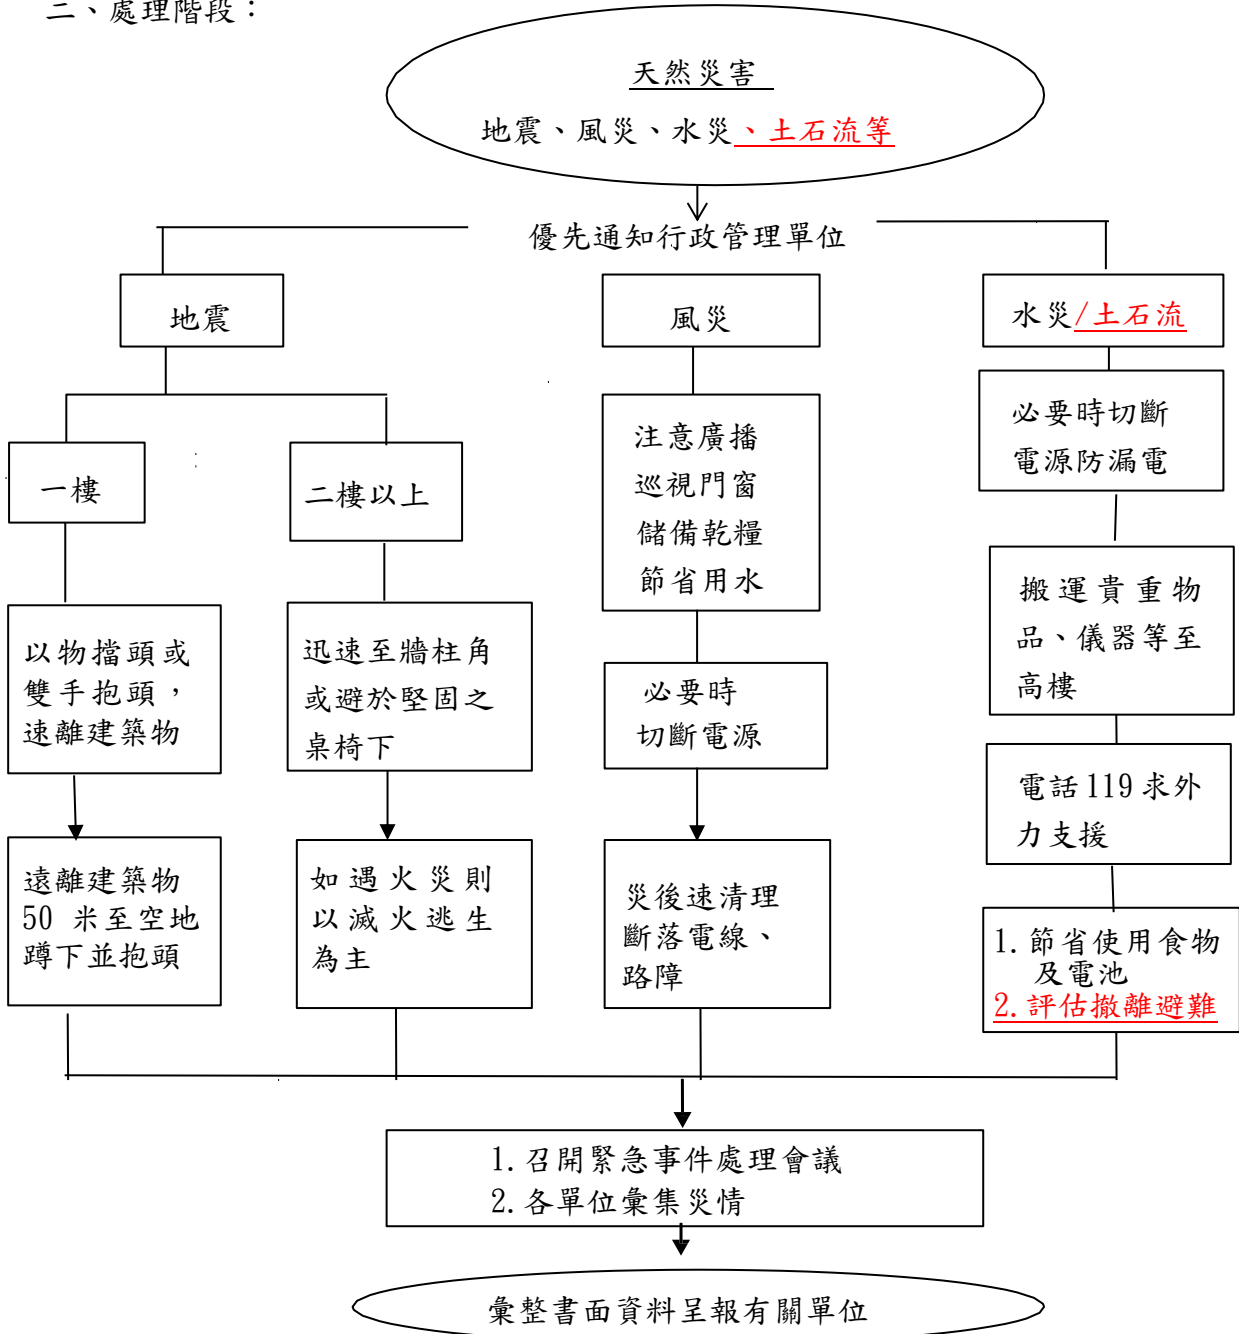 二、處理階段：
天然災害
地震、風災、水災、土石流等
優先通知行政管理單位
地震
風災
水災/土石流
一樓
二樓以上
以物擋頭或
雙手抱頭，
速離建築物
迅速至牆柱角
或避於堅固之
桌椅下
遠離建築物
50 米至空地
蹲下並抱頭
如遇火災則
以滅火逃生
為主
注意廣播
巡視門窗
儲備乾糧
節省用水
必要時
切斷電源
災後速清理
斷落電線、
路障
必要時切斷
電源防漏電
搬運貴重物
品、儀器等至
高樓
電話 119 求外
力支援
1. 節省使用食物
及電池
2. 評估撤離避難
1. 召開緊急事件處理會議
2. 各單位彙集災情
彙整書面資料呈報有關單位